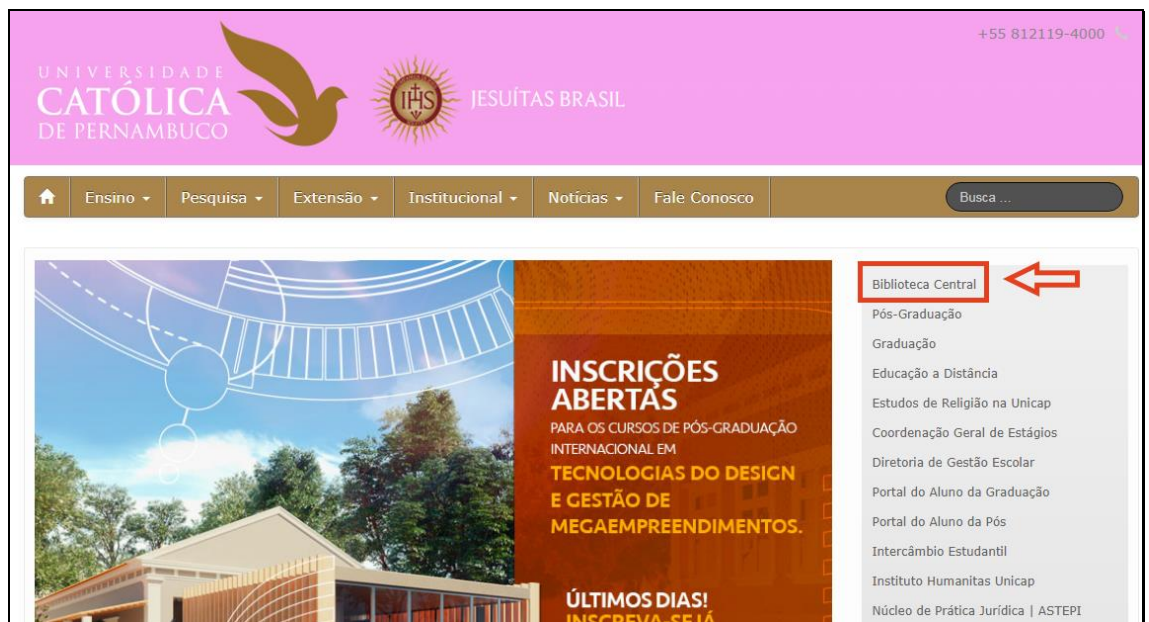 +55 812119-4000
UNIVERSIDADE
CATÓLICA
DE PERNAMBUCO
IHS
JESUÍTAS BRASIL
Ensino
Pesquisa
Extensão
Institucional
Notícias
Fale Conosco
Busca ...
INSCRIÇÕES
ABERTAS
PARA OS CURSOS DE PÓS-GRADUAÇÃO
INTERNACIONAL EM
TECNOLOGIAS DO DESIGN
E GESTÃO DE
MEGAEMPREENDIMENTOS.
ÚLTIMOS DIAS!
INSCREVA-SE JÁ
Biblioteca Central
Pós-Graduação
Graduação
Educação a Distância
Estudos de Religião na Unicap
Coordenação Geral de Estágios
Diretoria de Gestão Escolar
Portal do Aluno da Graduação
Portal do Aluno da Pós
Intercâmbio Estudantil
Instituto Humanitas Unicap
Núcleo de Prática Jurídica | ASTEPI